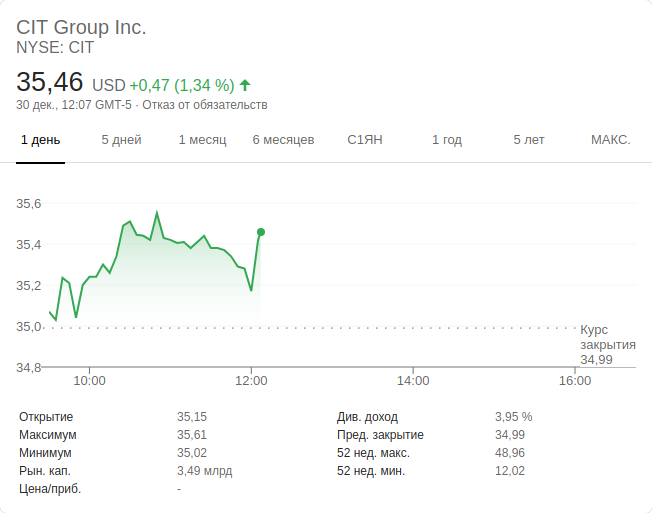 CIT Group Inc.
NYSE: CIT
35,46 USD +0,47 (1,34 %)
30 дек., 12:07 GMT-5 · Отказ от обязательств
1 день 5 дней 1 месяц 6 месяцев С1ЯН 1 год 5 лет МАКС.
35,6
35,4
35,2
35,0
Курс
закрытия
34,99
34,8
10:00 12:00 14:00 16:00
Открытие 35,15 Див. доход 3,95 %
Максимум 35,61 Пред. закрытие 34,99
Минимум 35,02 52 нед. макс. 48,96
Рын. кап. 3,49 млрд 52 нед. мин. 12,02
Цена/приб. -